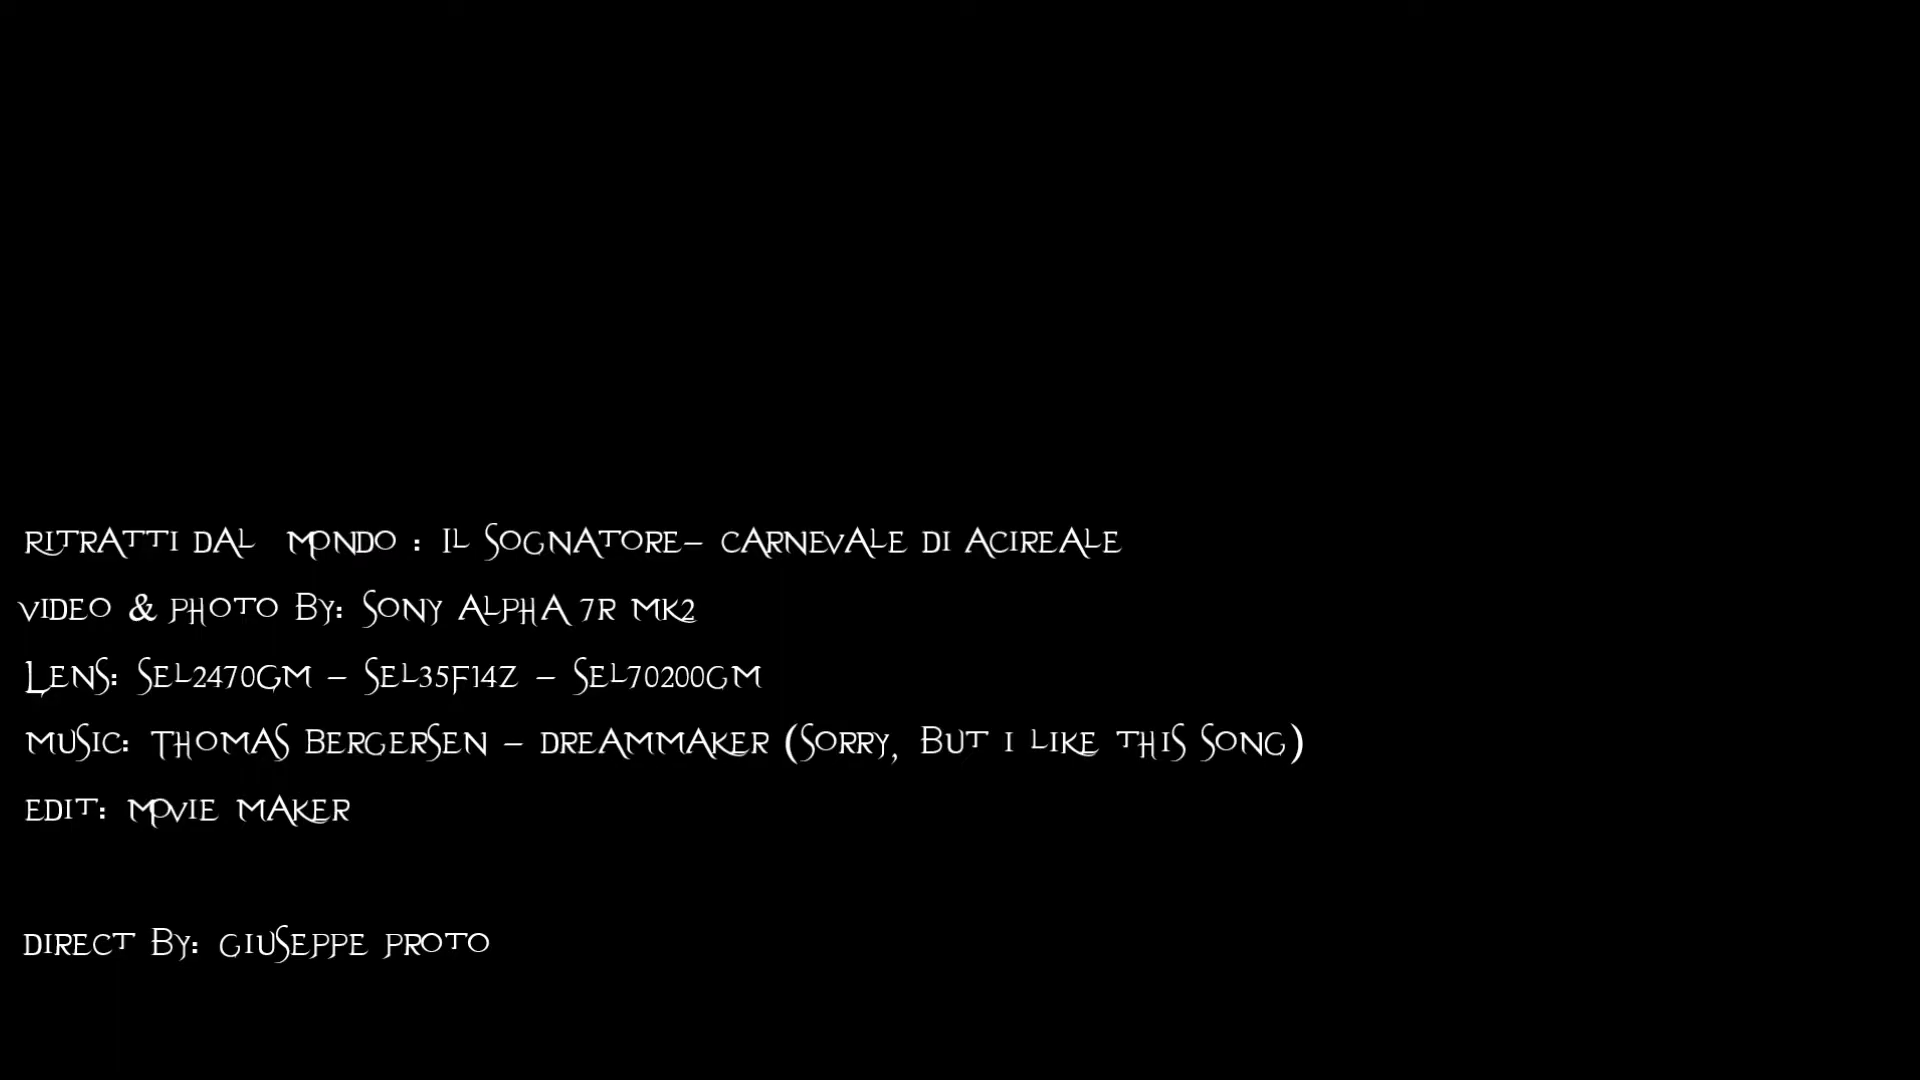 Ritratti dal mondo : Il Sognatore- Carnevale di Acireale
Video & Photo By: Sony Alpha 7R MK2
Lens: Sel2470GM - Sel35F14Z - Sel70200GM
Music: Thomas Bergersen - Dreammaker (Sorry, But i like this song)
Edit: Movie Maker
Direct By: Giuseppe Proto